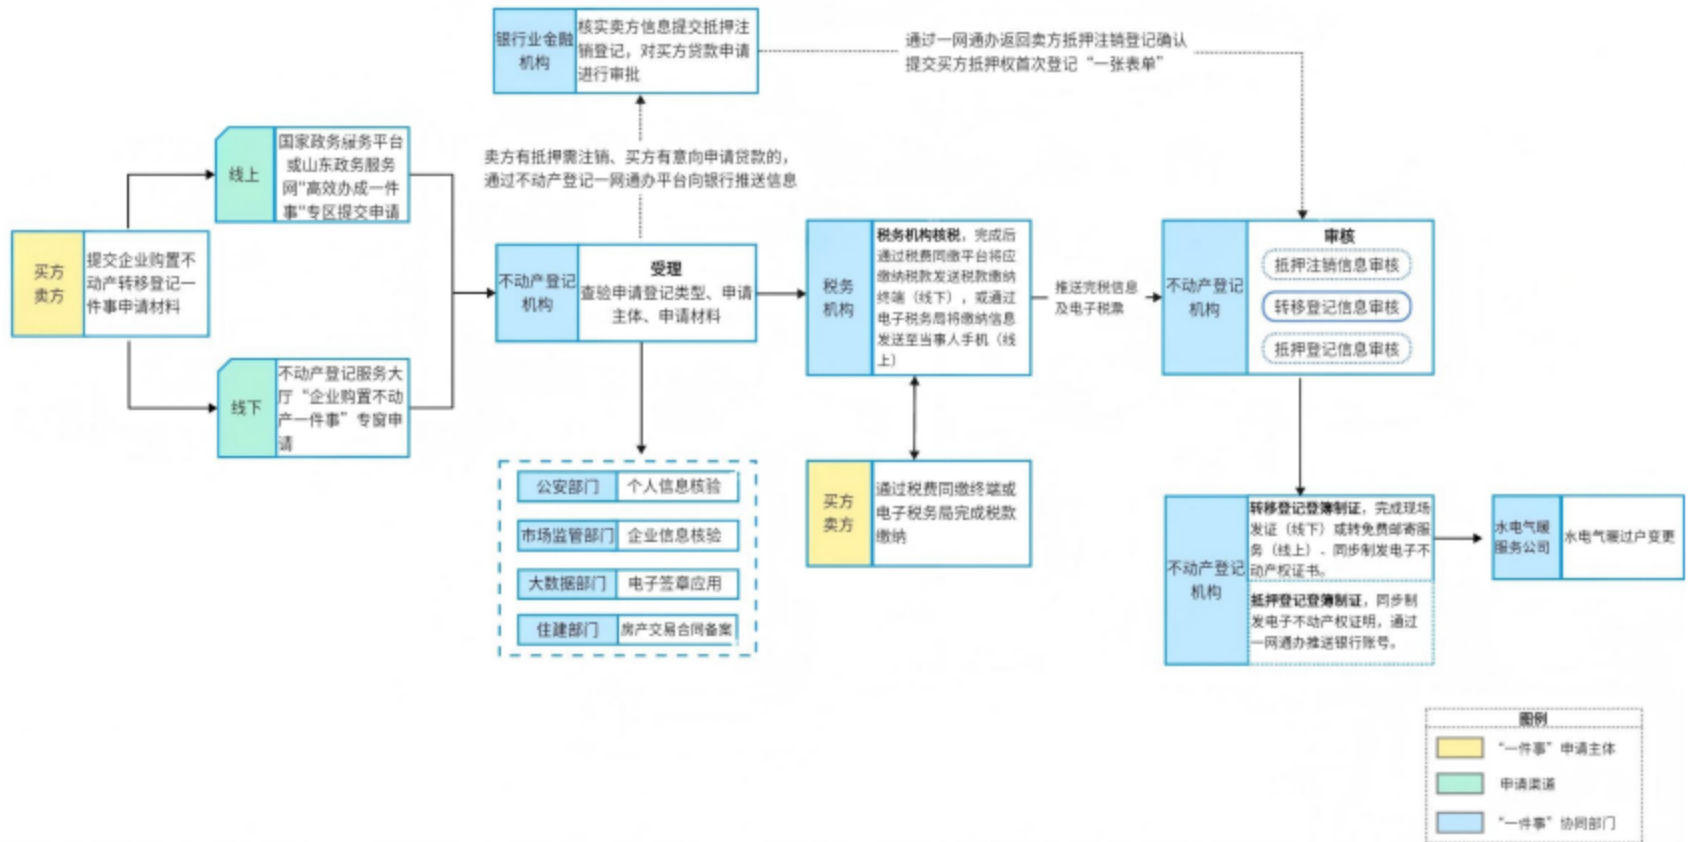 银行业金融
机构
核实卖方信息提交抵押注
销登记，对买方贷款申请
进行审批
通过一网通办返回卖方抵押注销登记确认
提交买方抵押权首次登记“一张表单”
卖方有抵押需注销、买方有意向申请贷款的，
通过不动产登记一网通办平台向银行推送信息
买方
卖方
提交企业购置不
动产转移登记一
件事申请材料
线上
国家政务服务平台
或山东政务服务
网"高效办成一件
事"专区提交申请
线下
不动产登记服务大
厅“企业购置不动
产一件事”专窗申
请
不动产登记
机构
受理
查验申请登记类型、申请
主体、申请材料
公安部门
个人信息核验
市场监管部门
企业信息核验
大数据部门
电子签章应用
住建部门
房产交易合同备案
税务
机构
税务机构核税，完成后
通过税费同缴平台将应
缴纳税款发送税款缴纳
终端（线下），或通过
电子税务局将缴纳信息
发送至当事人手机（线
上）
买方
卖方
通过税费同缴终端或
电子税务局完成税款
缴纳
推送完税信息
及电子税票
不动产登记
机构
审核
抵押注销信息审核
转移登记信息审核
抵押登记信息审核
不动产登记
机构
转移登记登簿制证，完成现场
发证（线下）或转免费邮寄服
务（线上）、同步制发电子不
动产权证书。
抵押登记登簿制证，同步制
发电子不动产权证明，通过
一网通办推送银行账号。
水电气暖
服务公司
水电气暖过户变更
图例
“一件事”申请主体
申请渠道
“一件事”协同部门